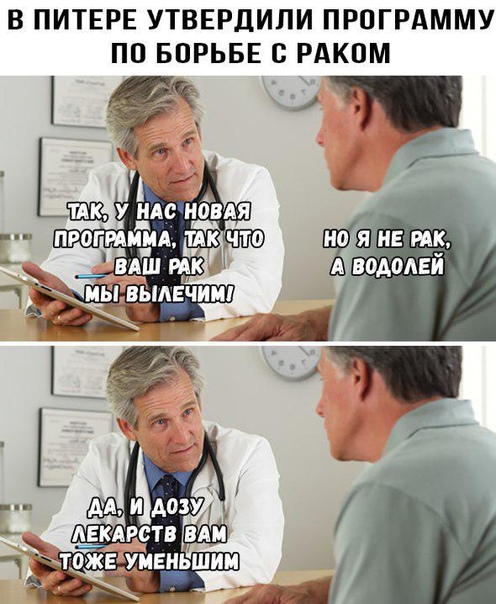 В ПИТЕРЕ УТВЕРДИЛИ ПРОГРАММУ
ПО БОРЬБЕ С РАКОМ
ТАК, У НАС НОВАЯ
ПРОГРАММА, ТАК ЧТО
ВАШ РАК
МЫ ВЫЛЕЧИМ!
НО Я НЕ РАК,
А ВОДОЛЕЙ
ДА, И ДОЗУ
ЛЕКАРСТВ ВАМ
ТОЖЕ УМЕНЬШИМ